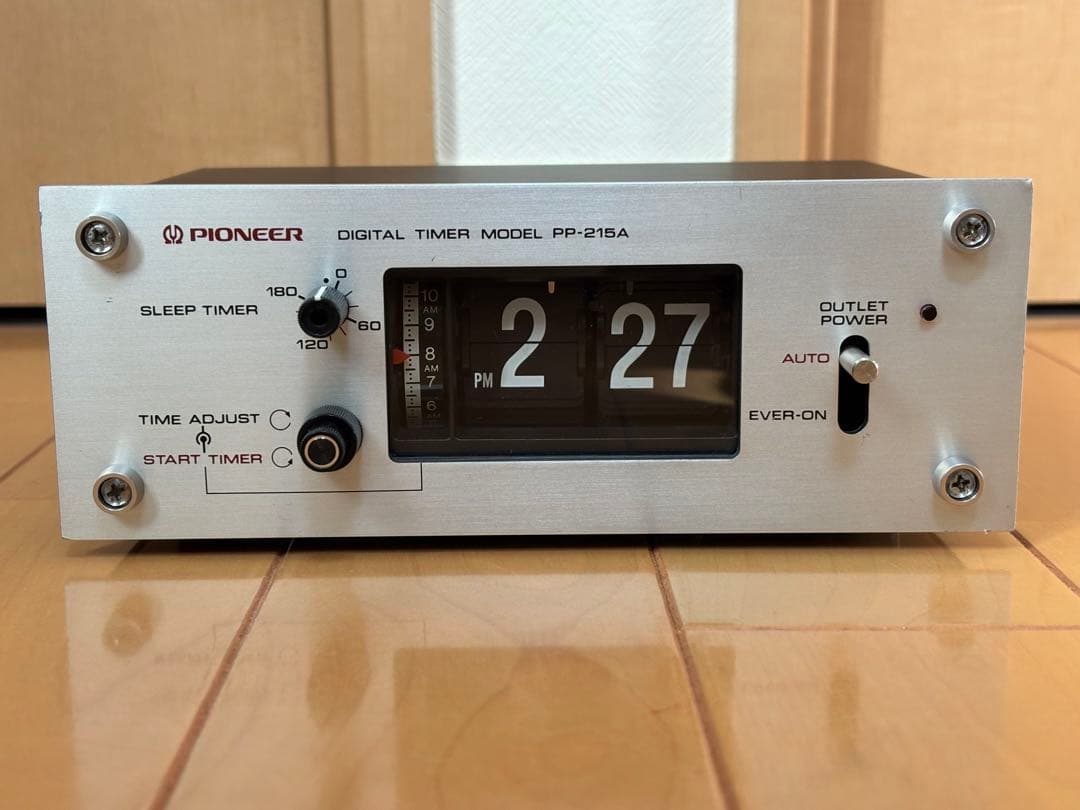 PIONEER DIGITAL TIMER MODEL PP-215A
SLEEP TIMER
0
60
120
180
TIME ADJUST
START TIMER
10
AM
9
8
AM
7
6
AM
PM 2 27
OUTLET
POWER
AUTO
EVER-ON